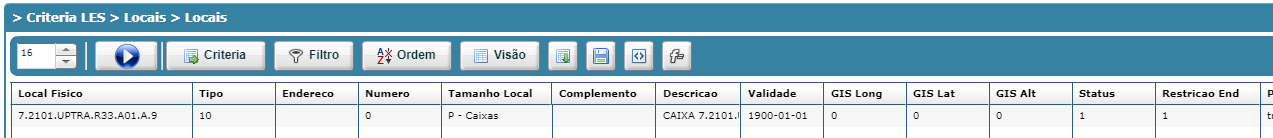 > Criteria LES > Locais > Locais
16 Criteria Filtro Ordem Visão
Local Fisico Tipo Endereco Numero Tamanho Local Complemento Descricao Validade GIS Long GIS Lat GIS Alt Status Restricao End P
7.2101.UPTRA.R33.A01.A.9 10 0 P - Caixas CAIXA 7.2101. 1900-01-01 0 0 0 1 1